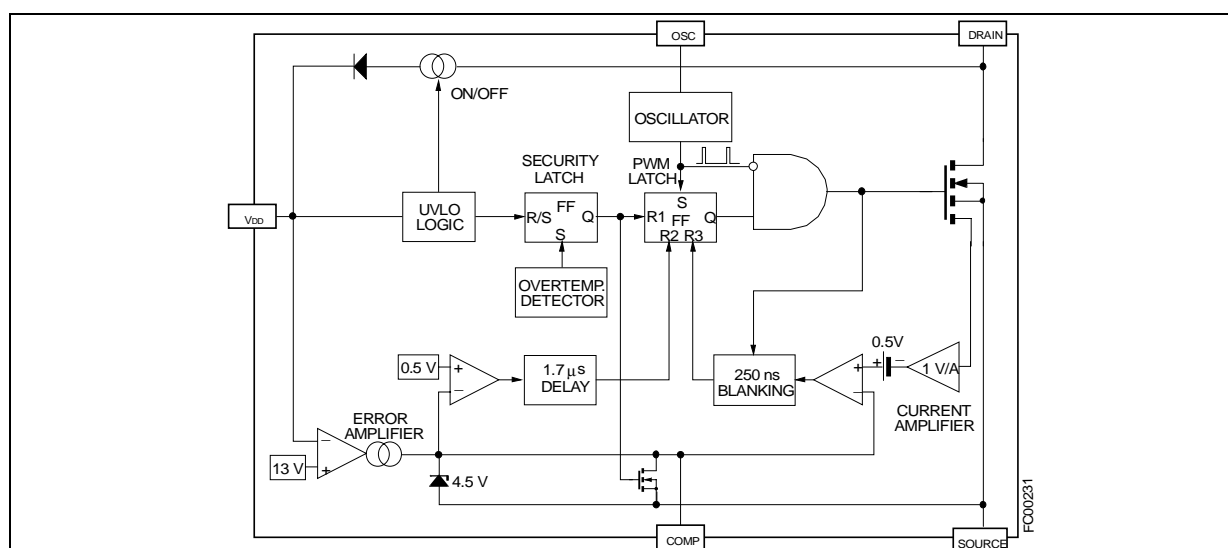 OSC
DRAIN
ON/OFF
OSCILLATOR
SECURITY
LATCH
PWM
LATCH
VDD
UVLO
LOGIC
R/S FF Q
S
S
R1 FF Q
R2 R3
OVERTEMP.
DETECTOR
0.5 V
+
−
1.7 μs
DELAY
250 ns
BLANKING
+
−
0.5V
+ −
1 V/A
CURRENT
AMPLIFIER
ERROR
AMPLIFIER
−
+
13 V
4.5 V
COMP
SOURCE
FC00231